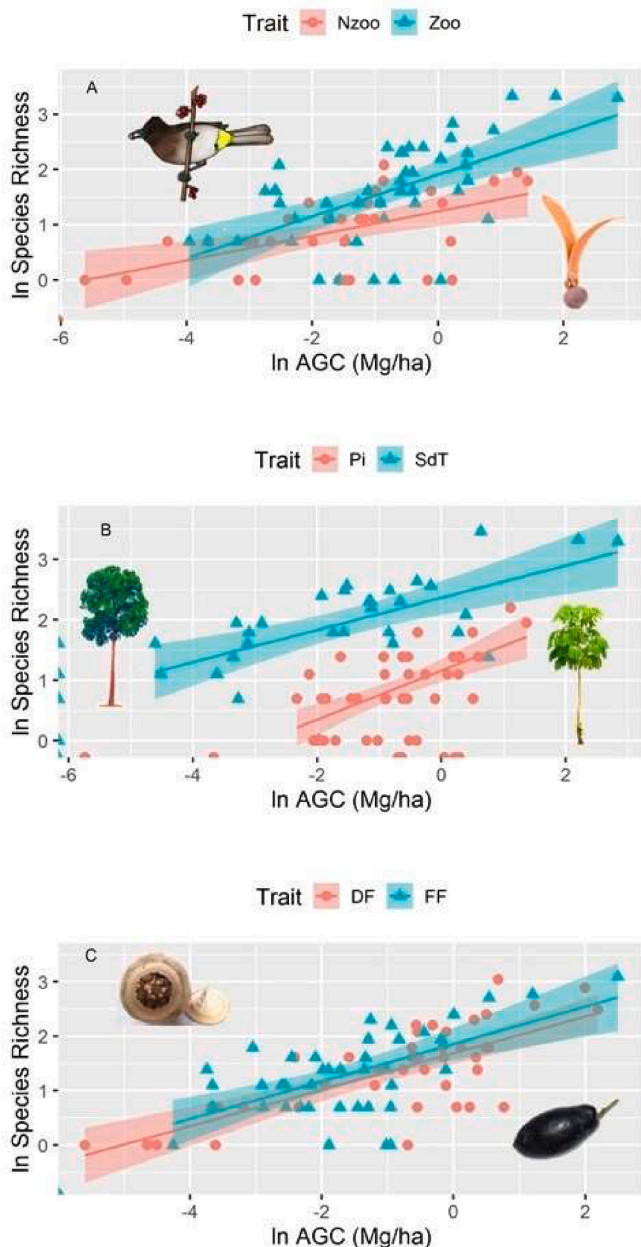 Trait Nzoo Zoo
A
3
2
1
0
ln Species Richness
-6 -4 -2 0 2
ln AGC (Mg/ha)
Trait Pi SdT
B
3
2
1
0
ln Species Richness
-6 -4 -2 0 2
ln AGC (Mg/ha)
Trait DF FF
C
3
2
1
0
ln Species Richness
-4 -2 0 2
ln AGC (Mg/ha)